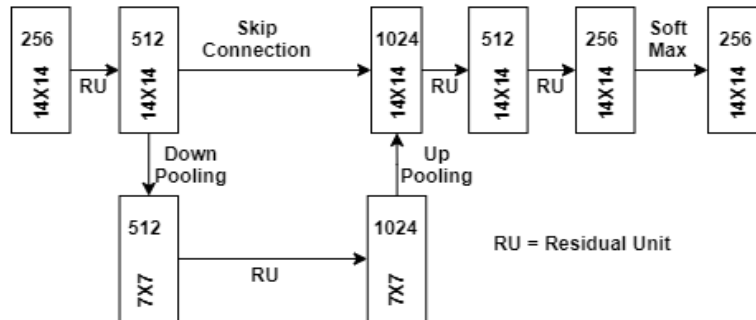 256
14X14
RU
512
14X14
Skip
Connection
1024
14X14
RU
512
14X14
RU
256
14X14
Soft
Max
256
14X14
Down
Pooling
Up
Pooling
512
7X7
RU
1024
7X7
RU = Residual Unit